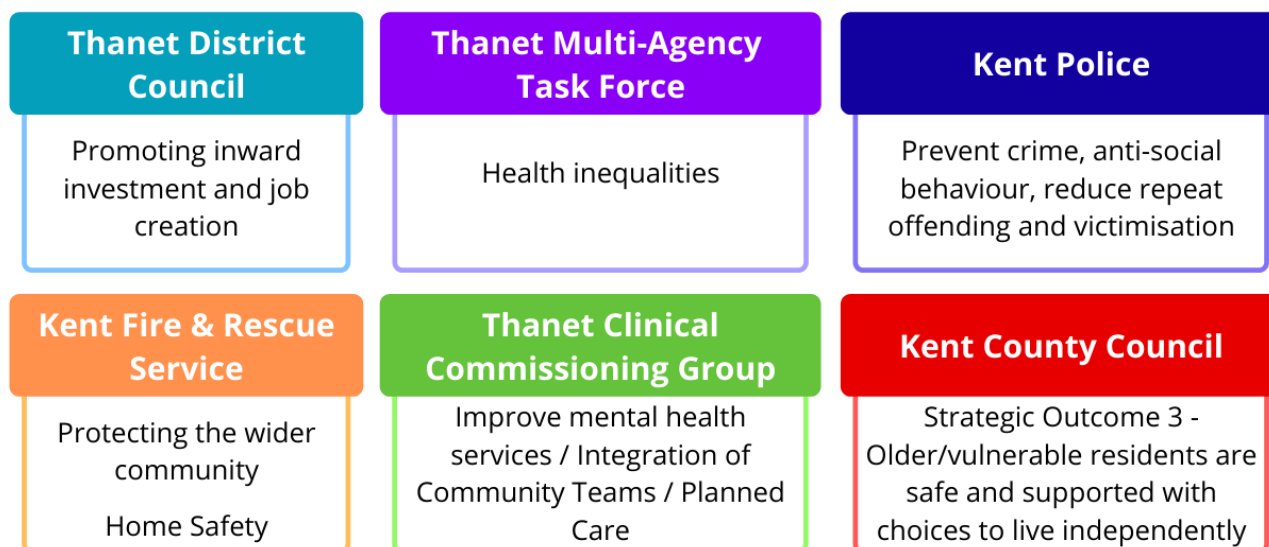 Thanet District
Council
Promoting inward
investment and job
creation
Thanet Multi-Agency
Task Force
Health inequalities
Kent Police
Prevent crime, anti-social
behaviour, reduce repeat
offending and victimisation
Kent Fire & Rescue
Service
Protecting the wider
community
Home Safety
Thanet Clinical
Commissioning Group
Improve mental health
services / Integration of
Community Teams / Planned
Care
Kent County Council
Strategic Outcome 3 -
Older/vulnerable residents are
safe and supported with
choices to live independently